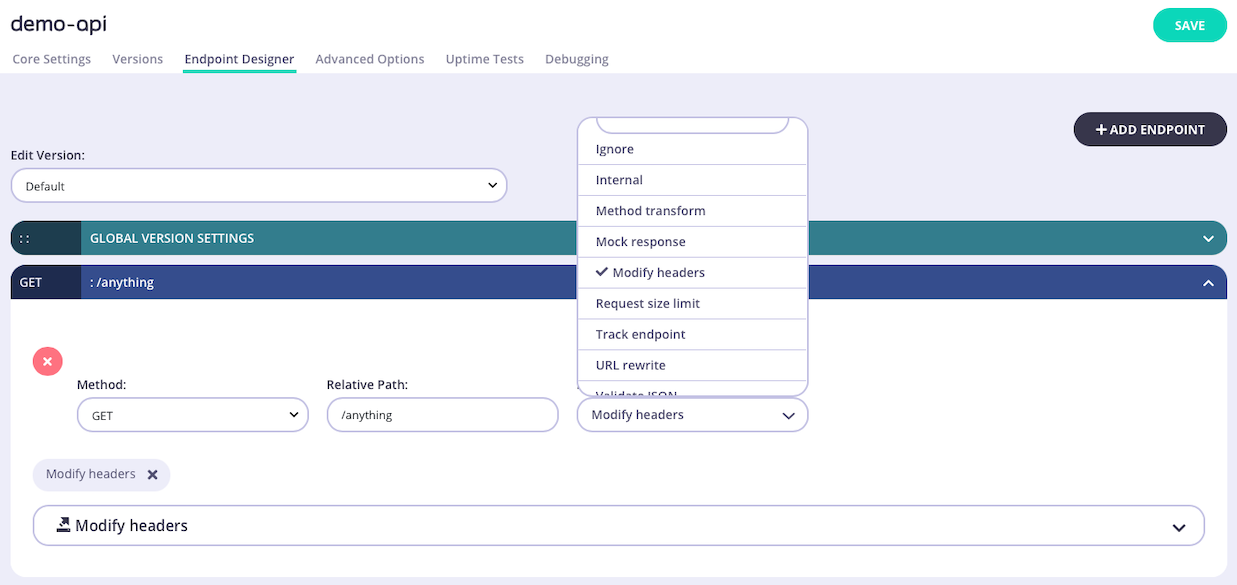 demo-api
SAVE
Core Settings Versions Endpoint Designer Advanced Options Uptime Tests Debugging
+ ADD ENDPOINT
Edit Version:
Default
Ignore
Internal
Method transform
Mock response
Modify headers
Request size limit
Track endpoint
URL rewrite
Validate JSON
:: GLOBAL VERSION SETTINGS
GET : /anything
Method: Relative Path:
GET /anything Modify headers
Modify headers
Modify headers